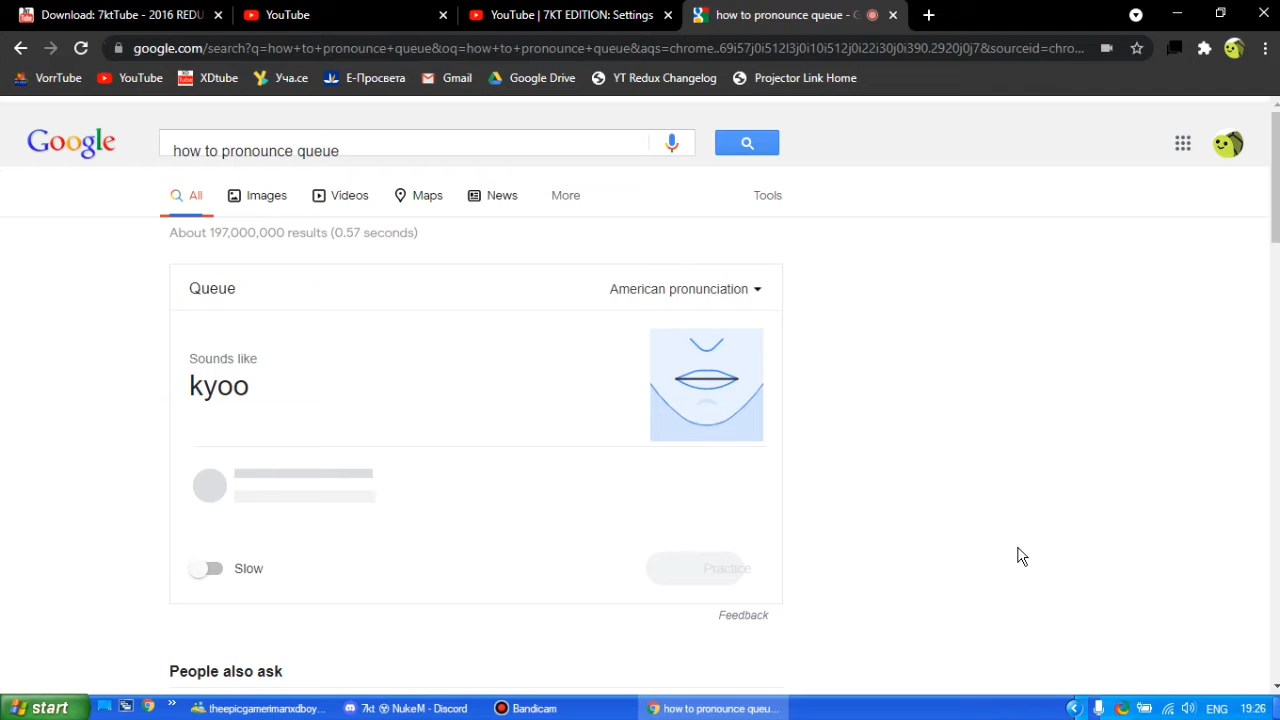 Download: 7ktTube - 2016 REDU
YouTube
YouTube | 7KT EDITION: Settings
how to pronounce queue - G
google.com/search?q=how+to+pronounce+queue&oq=how+to+pronounce+queue&aqs=chrome..69i57j0i512l3j0i10i512j0i22i30j0i390.2920j0j7&sourceid=chro...
VorrTube
YouTube
XDtube
Уча.се
Е-Просвета
Gmail
Google Drive
YT Redux Changelog
Projector Link Home
Google
how to pronounce queue
All
Images
Videos
Maps
News
More
Tools
About 197,000,000 results (0.57 seconds)
Queue
American pronunciation
Sounds like
kyoo
Slow
Practice
Feedback
People also ask
start
theepicgamerimanxdboy...
7kt ☢ NukeM - Discord
Bandicam
how to pronounce queu...
ENG
19:26